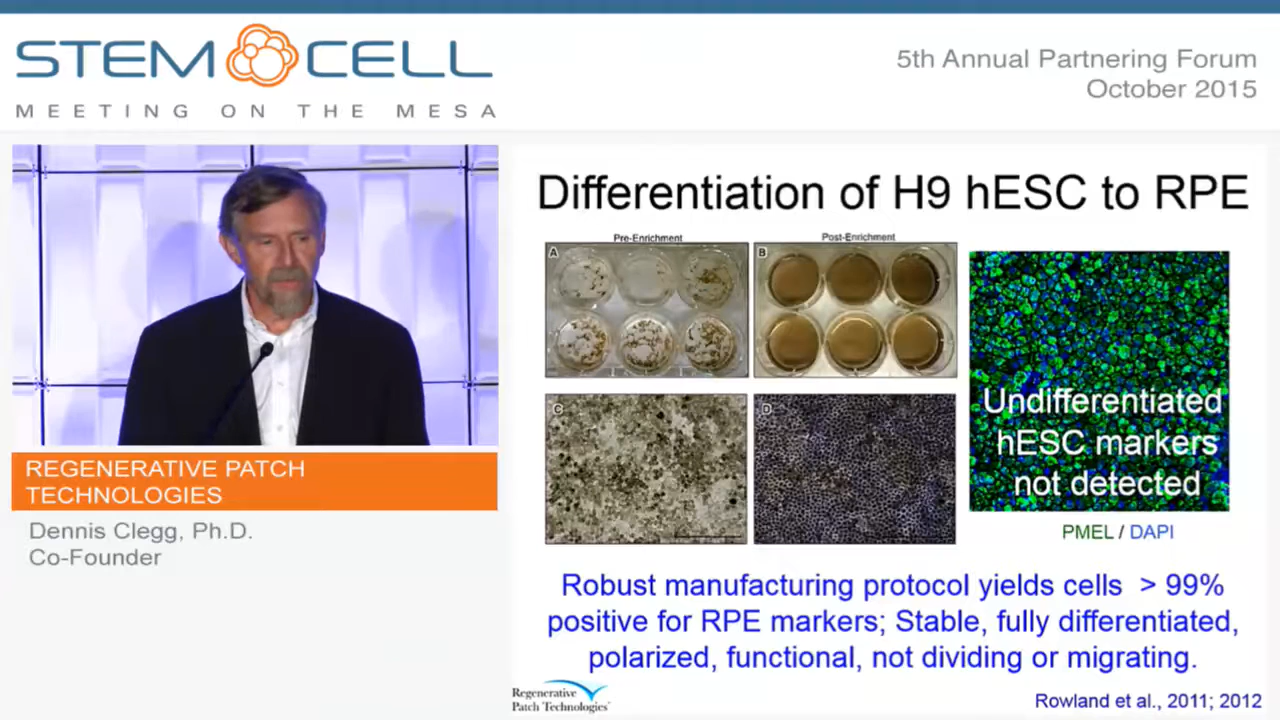 STEM CELL
MEETING ON THE MESA
5th Annual Partnering Forum
October 2015
REGENERATIVE PATCH
TECHNOLOGIES
Dennis Clegg, Ph.D.
Co-Founder
Differentiation of H9 hESC to RPE
Pre-Enrichment
Post-Enrichment
A
B
C
D
Undifferentiated
hESC markers
not detected
PMEL / DAPI
Robust manufacturing protocol yields cells > 99%
positive for RPE markers; Stable, fully differentiated,
polarized, functional, not dividing or migrating.
Regenerative
Patch Technologies
Rowland et al., 2011; 2012